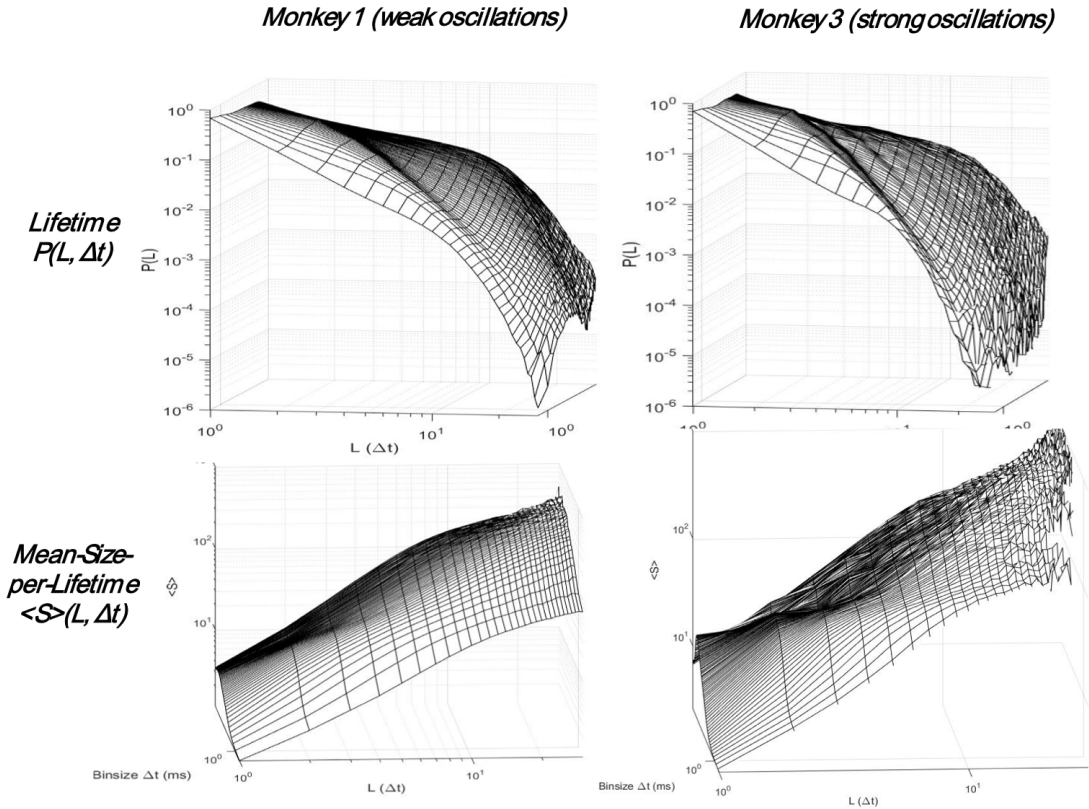 Monkey 1 (weak oscillations)
Monkey 3 (strong oscillations)
Lifetime
P(L, Δt)
P(L)
10⁰
10⁻¹
10⁻²
10⁻³
10⁻⁴
10⁻⁵
10⁻⁶
10⁰
10¹
10⁰
L (Δt)
P(L)
10⁰
10⁻¹
10⁻²
10⁻³
10⁻⁴
10⁻⁵
10⁻⁶
10⁰
10¹
10⁰
Mean-Size-
per-Lifetime
<S>(L, Δt)
<S>
10²
10¹
10⁰
Binsize Δt (ms)
10⁰
10¹
L (Δt)
<S>
10²
10¹
10⁰
Binsize Δt (ms)
10⁰
10¹
L (Δt)